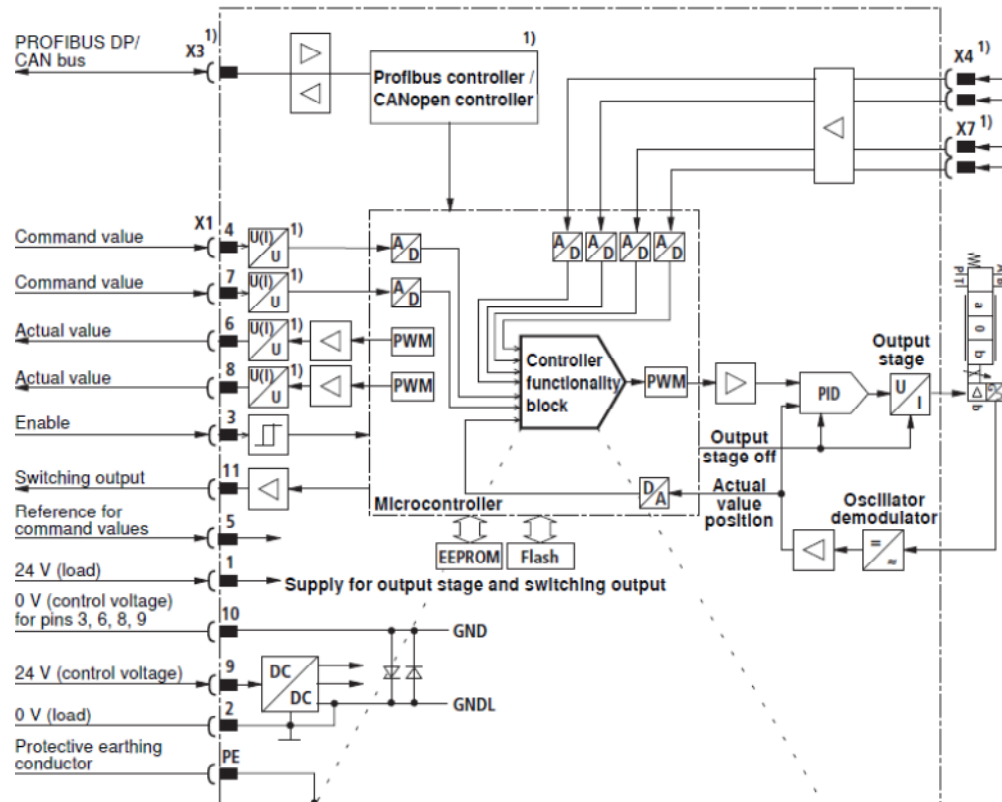 PROFIBUS DP/
CAN bus
X3 1)
1)
Profibus controller /
CANopen controller
X4 1)
X7 1)
X1
Command value
4
U(I)
U
1)
A
D
A
D
A
D
A
D
A
D
Command value
7
U(I)
U
1)
A
D
Actual value
6
U(I)
U
1)
PWM
Actual value
8
U(I)
U
1)
PWM
Controller
functionality
block
PWM
PID
Output
stage
U
I
P T
a
0
b
b
Enable
3
Output
stage off
Switching output
11
Microcontroller
D
A
Actual
value
position
Oscillator
demodulator
=
≈
Reference for
command values
5
EEPROM
Flash
24 V (load)
1
Supply for output stage and switching output
0 V (control voltage)
for pins 3, 6, 8, 9
10
GND
24 V (control voltage)
9
DC
DC
GNDL
0 V (load)
2
Protective earthing
conductor
PE